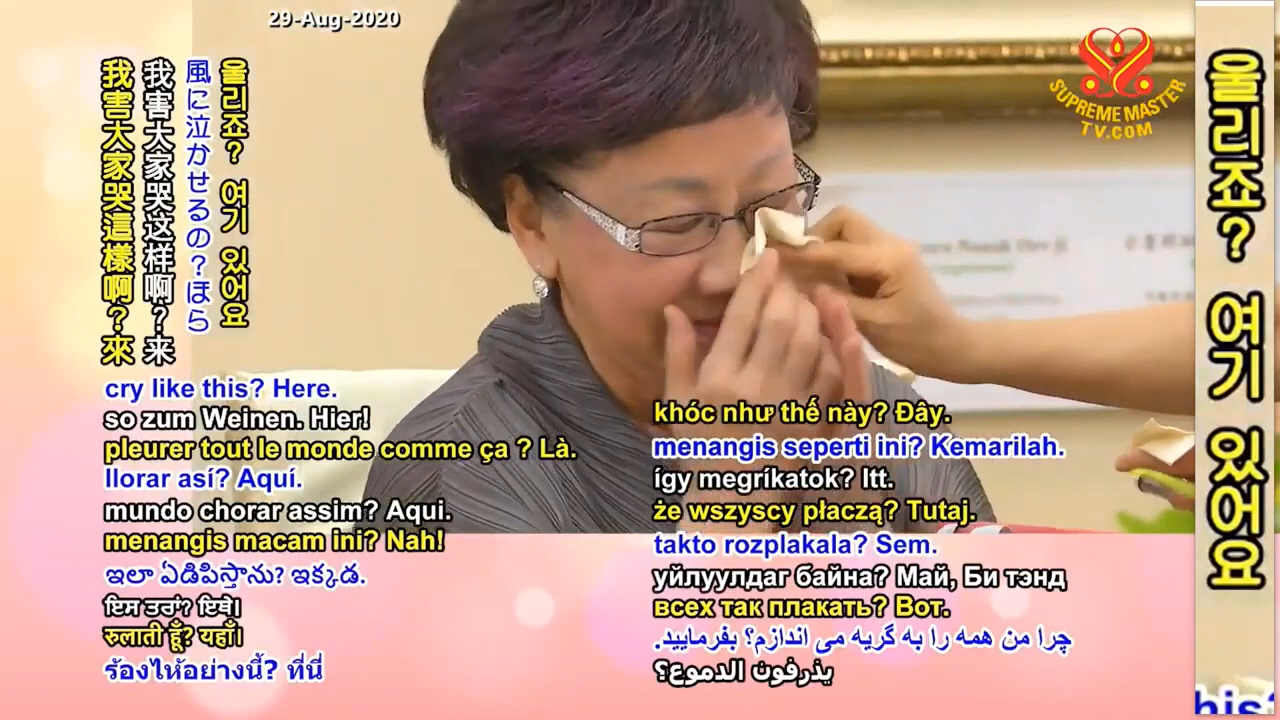 29-Aug-2020
SUPREME MASTER
TV.COM
울리죠? 여기 있어요
風に泣かせるの？ほら
我害大家哭这样啊？来
我害大家哭這樣啊？來
cry like this? Here.
so zum Weinen. Hier!
pleurer tout le monde comme ça ? Là.
llorar así? Aquí.
mundo chorar assim? Aqui.
menangis macam ini? Nah!
ఇలా ఏడిపిస్తాను? ఇక్కడ.
ਇਸ ਤਰਾਂ? ਇਥੇ।
रुलाती हूँ? यहाँ।
ร้องไห้อย่างนี้? ที่นี่
khóc như thế này? Đây.
menangis seperti ini? Kemarilah.
így megríkatok? Itt.
że wszyscy płaczą? Tutaj.
takto rozplakala? Sem.
уйлуулдаг байна? Май, Би тэнд
всех так плакать? Вот.
چرا من همه را به گریه می اندازم؟ بفرمایید.
يذرفون الدموع؟
울리죠? 여기 있어요
his?